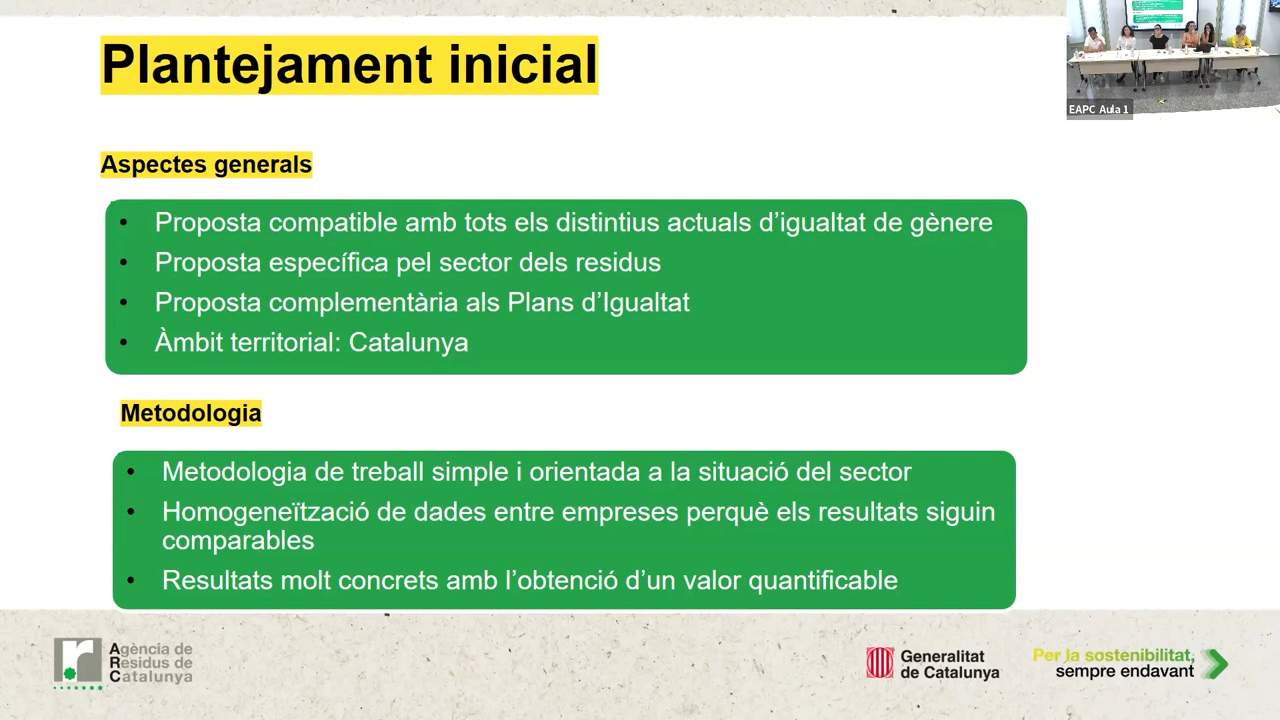 Plantejament inicial
EAPC Aula 1
Aspectes generals
• Proposta compatible amb tots els distintius actuals d’igualtat de gènere
• Proposta específica pel sector dels residus
• Proposta complementària als Plans d’Igualtat
• Àmbit territorial: Catalunya
Metodologia
• Metodologia de treball simple i orientada a la situació del sector
• Homogeneïtzació de dades entre empreses perquè els resultats siguin
comparables
• Resultats molt concrets amb l’obtenció d’un valor quantificable
Agència de
Residus de
Catalunya
Generalitat
de Catalunya
Per la sostenibilitat,
sempre endavant